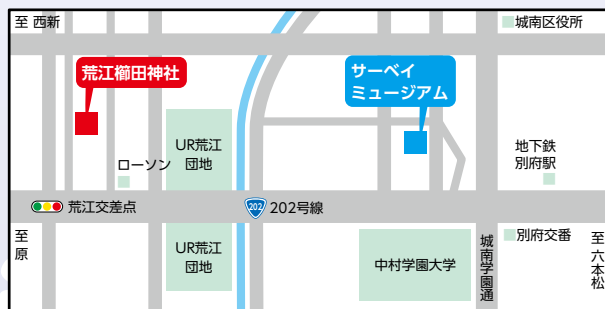 至 西新
城南区役所
荒江櫛田神社
サーベイ
ミュージアム
UR荒江
団地
ローソン
地下鉄
別府駅
荒江交差点
202
202号線
至
原
UR荒江
団地
中村学園大学
城南学園通
別府交番
至
六本松